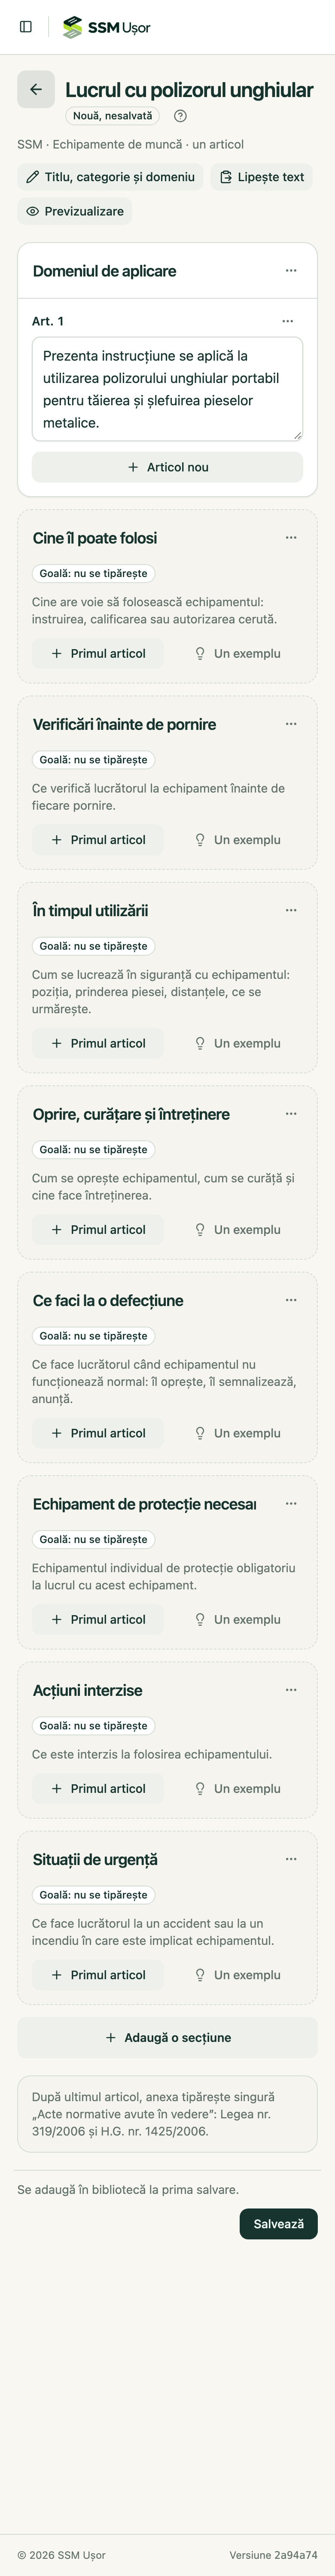 SSM Ușor
Lucrul cu polizorul unghiular
Nouă, nesalvată
SSM · Echipamente de muncă · un articol
Titlu, categorie și domeniu
Lipește text
Previzualizare
Domeniul de aplicare
Art. 1
Prezenta instrucțiune se aplică la
utilizarea polizorului unghiular portabil
pentru tăierea și șlefuirea pieselor
metalice.
Articol nou
Cine îl poate folosi
Goală: nu se tipărește
Cine are voie să folosească echipamentul:
instruirea, calificarea sau autorizarea cerută.
Primul articol
Un exemplu
Verificări înainte de pornire
Goală: nu se tipărește
Ce verifică lucrătorul la echipament înainte de
fiecare pornire.
Primul articol
Un exemplu
În timpul utilizării
Goală: nu se tipărește
Cum se lucrează în siguranță cu echipamentul:
poziția, prinderea piesei, distanțele, ce se
urmărește.
Primul articol
Un exemplu
Oprire, curățare și întreținere
Goală: nu se tipărește
Cum se oprește echipamentul, cum se curăță și
cine face întreținerea.
Primul articol
Un exemplu
Ce faci la o defecțiune
Goală: nu se tipărește
Ce face lucrătorul când echipamentul nu
funcționează normal: îl oprește, îl semnalizează,
anunță.
Primul articol
Un exemplu
Echipament de protecție necesar
Goală: nu se tipărește
Echipamentul individual de protecție obligatoriu
la lucrul cu acest echipament.
Primul articol
Un exemplu
Acțiuni interzise
Goală: nu se tipărește
Ce este interzis la folosirea echipamentului.
Primul articol
Un exemplu
Situații de urgență
Goală: nu se tipărește
Ce face lucrătorul la un accident sau la un
incendiu în care este implicat echipamentul.
Primul articol
Un exemplu
Adaugă o secțiune
După ultimul articol, anexa tipărește singură
„Acte normative avute în vedere”: Legea nr.
319/2006 și H.G. nr. 1425/2006.
Se adaugă în bibliotecă la prima salvare.
Salvează
© 2026 SSM Ușor
Versiune 2a94a74